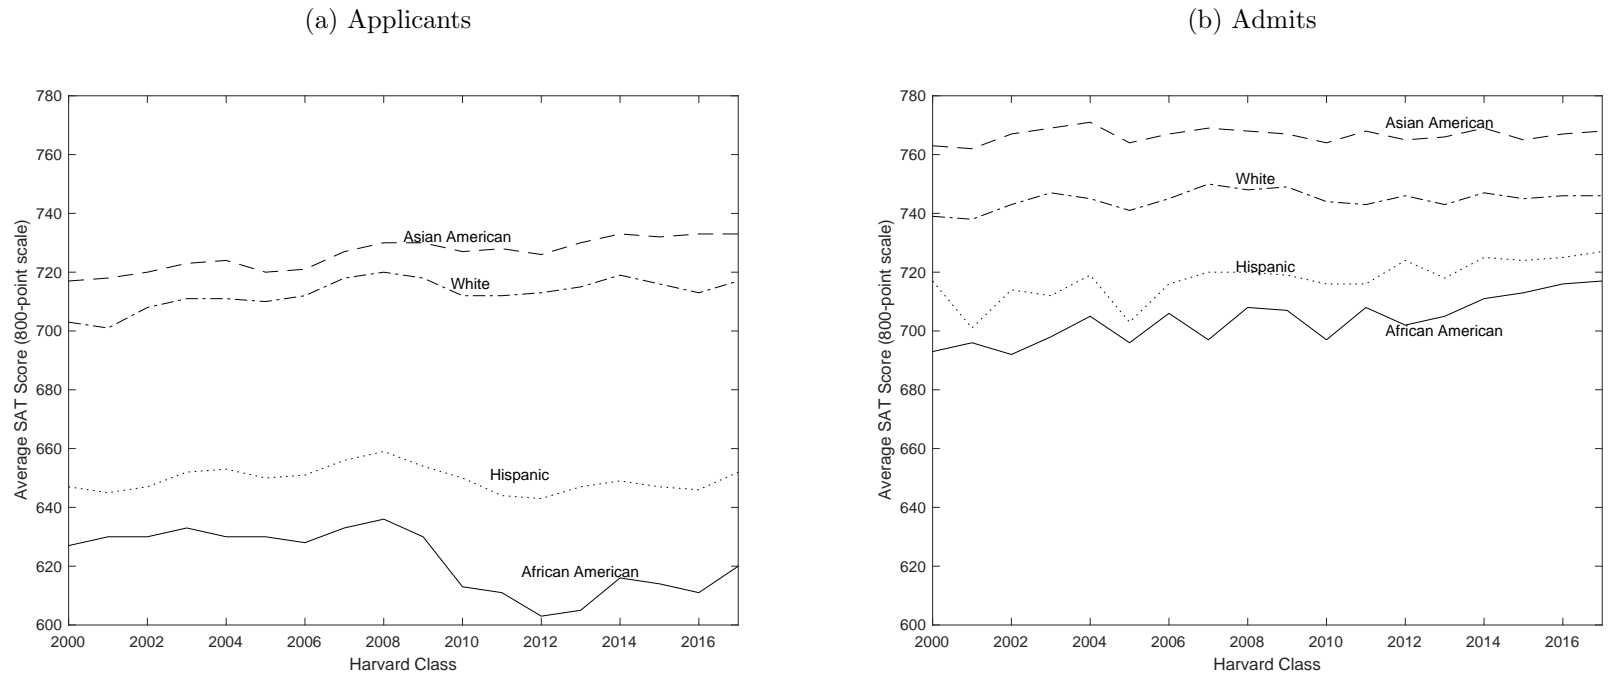 (a) Applicants
780
760
740
720
700
680
660
640
620
600
Average SAT Score (800-point scale)
Asian American
White
Hispanic
African American
2000 2002 2004 2006 2008 2010 2012 2014 2016
Harvard Class
(b) Admits
780
760
740
720
700
680
660
640
620
600
Average SAT Score (800-point scale)
Asian American
White
Hispanic
African American
2000 2002 2004 2006 2008 2010 2012 2014 2016
Harvard Class